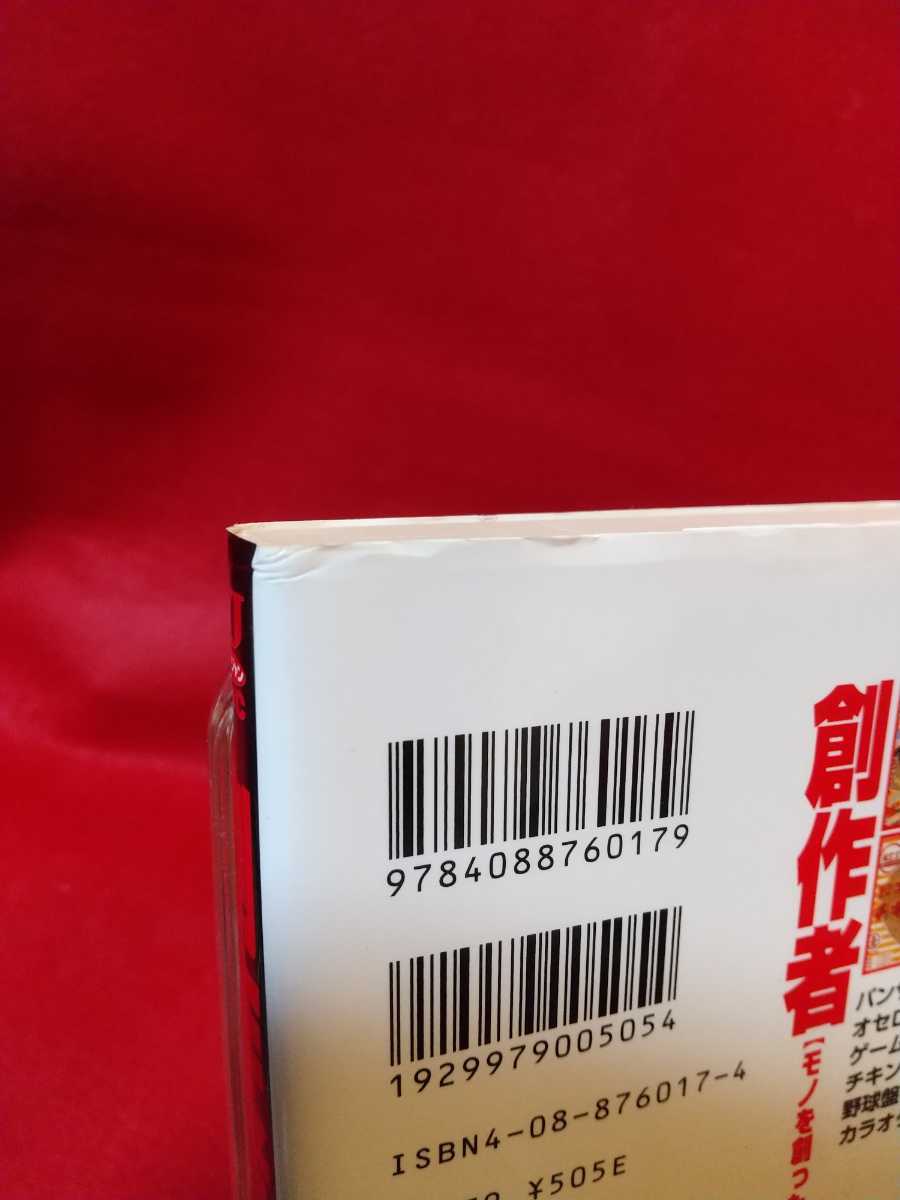 9784088760179
1929979005054
ISBN4-08-876017-4
¥505E
創作者
【モノを創っ
バン
オセロ
ゲーム
チキン
野球盤
カラオ